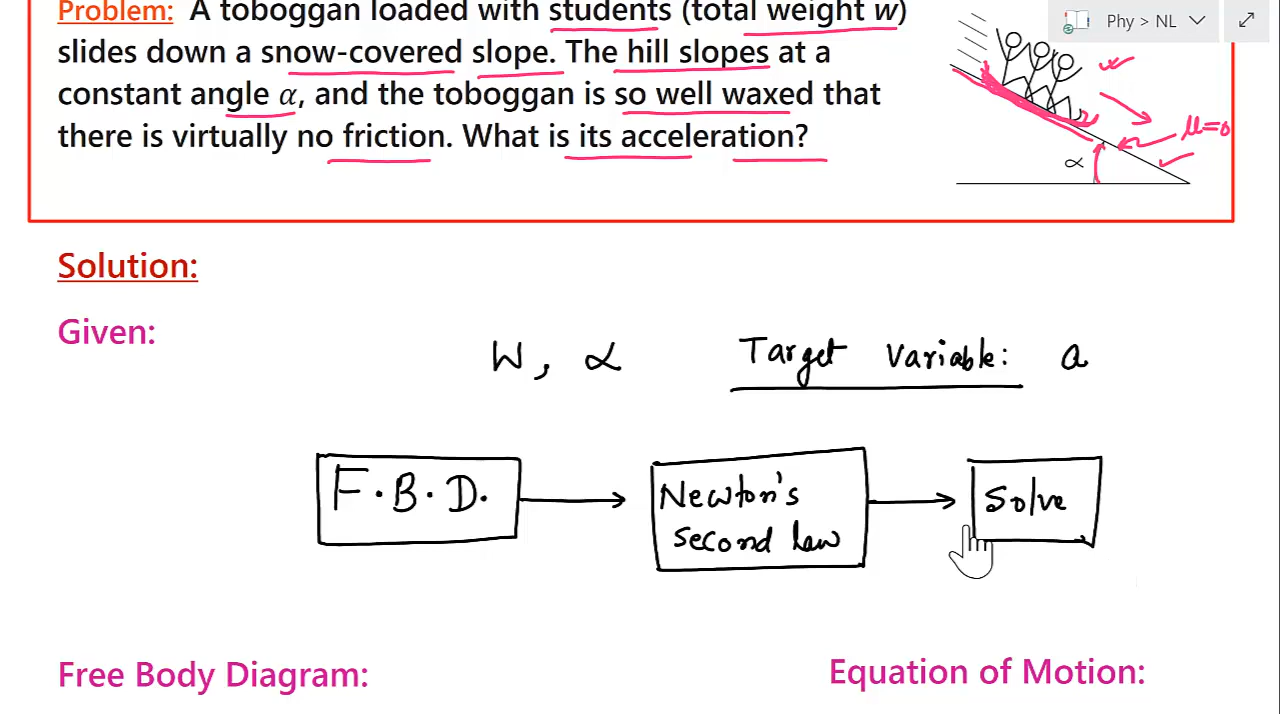 Problem: A toboggan loaded with students (total weight w)
slides down a snow-covered slope. The hill slopes at a
constant angle α, and the toboggan is so well waxed that
there is virtually no friction. What is its acceleration?
Phy > NL
μ=0
α
Solution:
Given:
W, α Target Variable: a
F.B.D.
Newton's
second law
Solve
Free Body Diagram:
Equation of Motion: